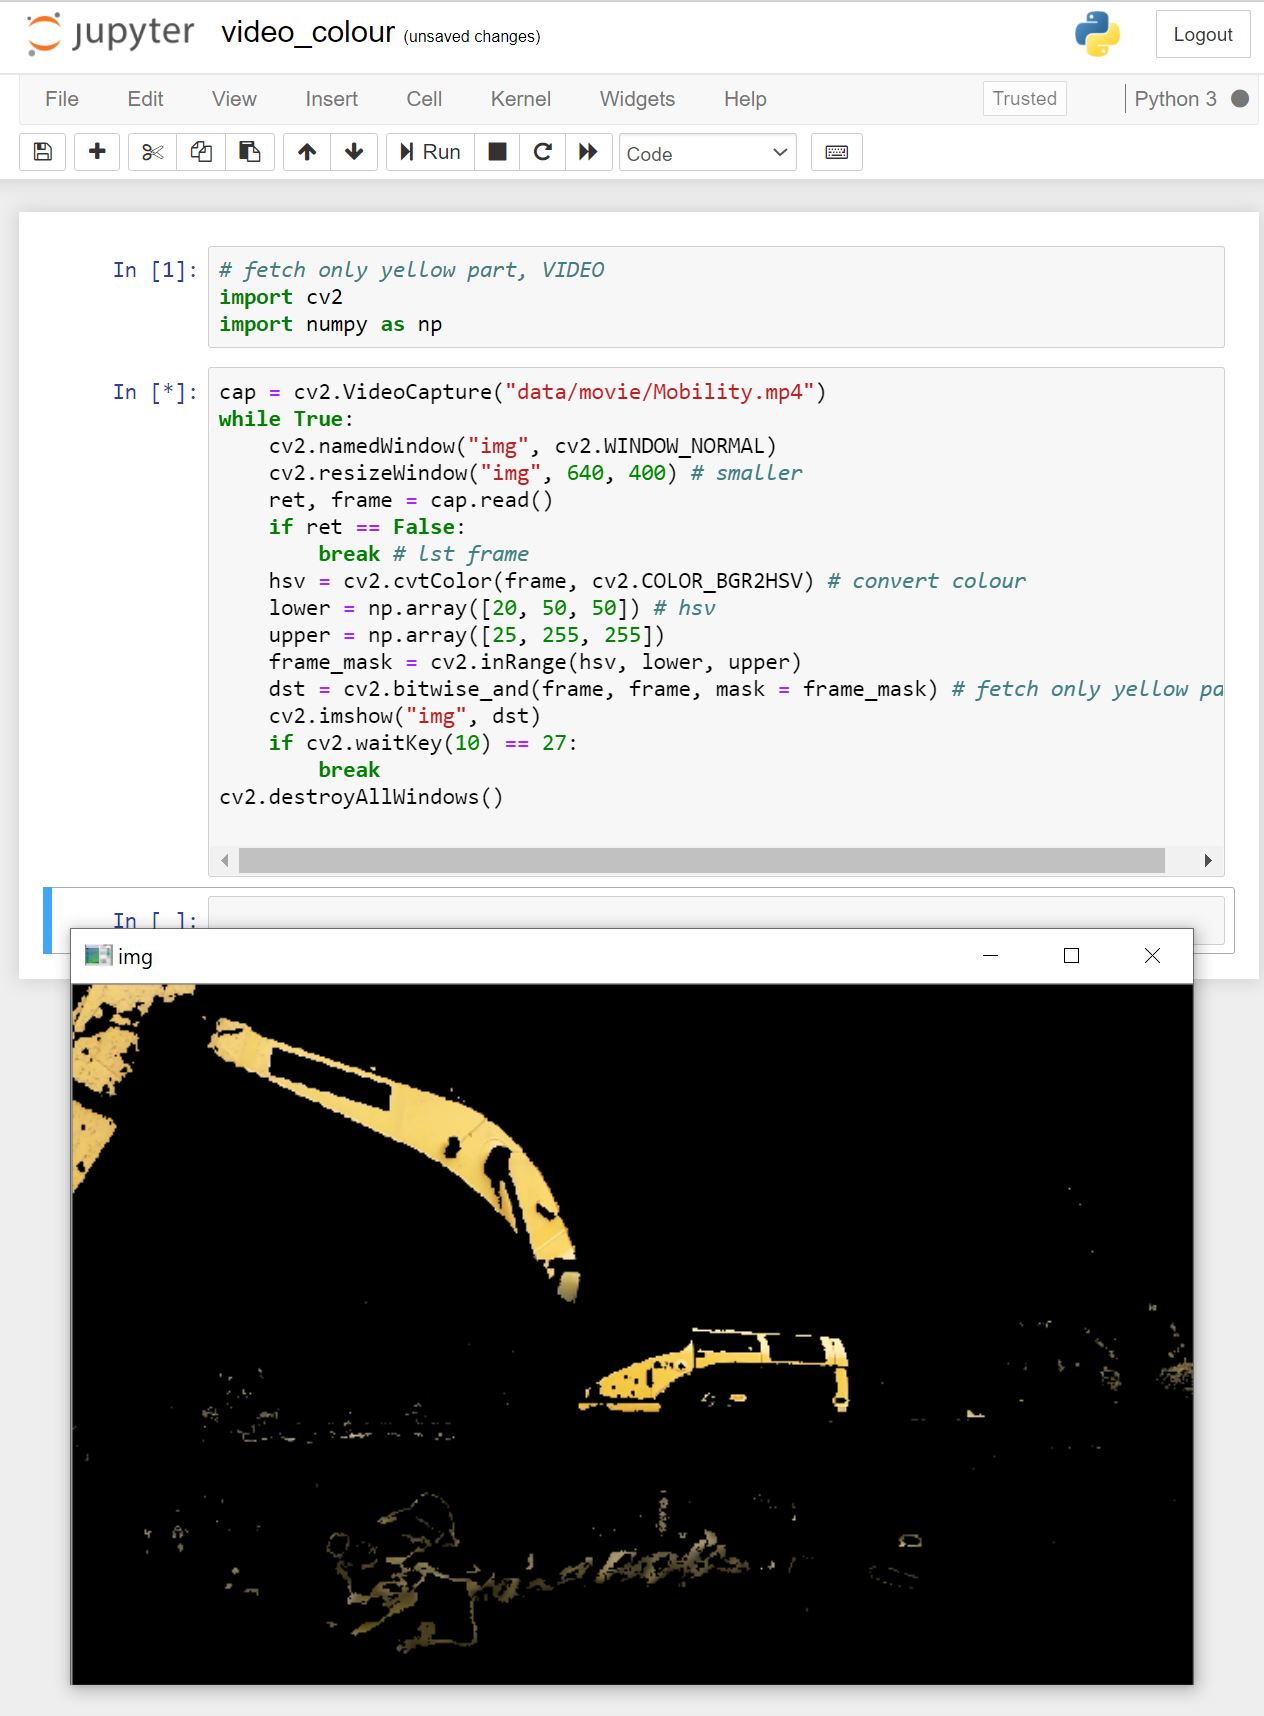 jupyter video_colour (unsaved changes)
Logout
File Edit View Insert Cell Kernel Widgets Help
Trusted
Python 3
Run
Code
In [1]:
# fetch only yellow part, VIDEO
import cv2
import numpy as np
In [*]:
cap = cv2.VideoCapture("data/movie/Mobility.mp4")
while True:
    cv2.namedWindow("img", cv2.WINDOW_NORMAL)
    cv2.resizeWindow("img", 640, 400) # smaller
    ret, frame = cap.read()
    if ret == False:
        break # lst frame
    hsv = cv2.cvtColor(frame, cv2.COLOR_BGR2HSV) # convert colour
    lower = np.array([20, 50, 50]) # hsv
    upper = np.array([25, 255, 255])
    frame_mask = cv2.inRange(hsv, lower, upper)
    dst = cv2.bitwise_and(frame, frame, mask = frame_mask) # fetch only yellow pa
    cv2.imshow("img", dst)
    if cv2.waitKey(10) == 27:
        break
cv2.destroyAllWindows()
In [ ]:
img